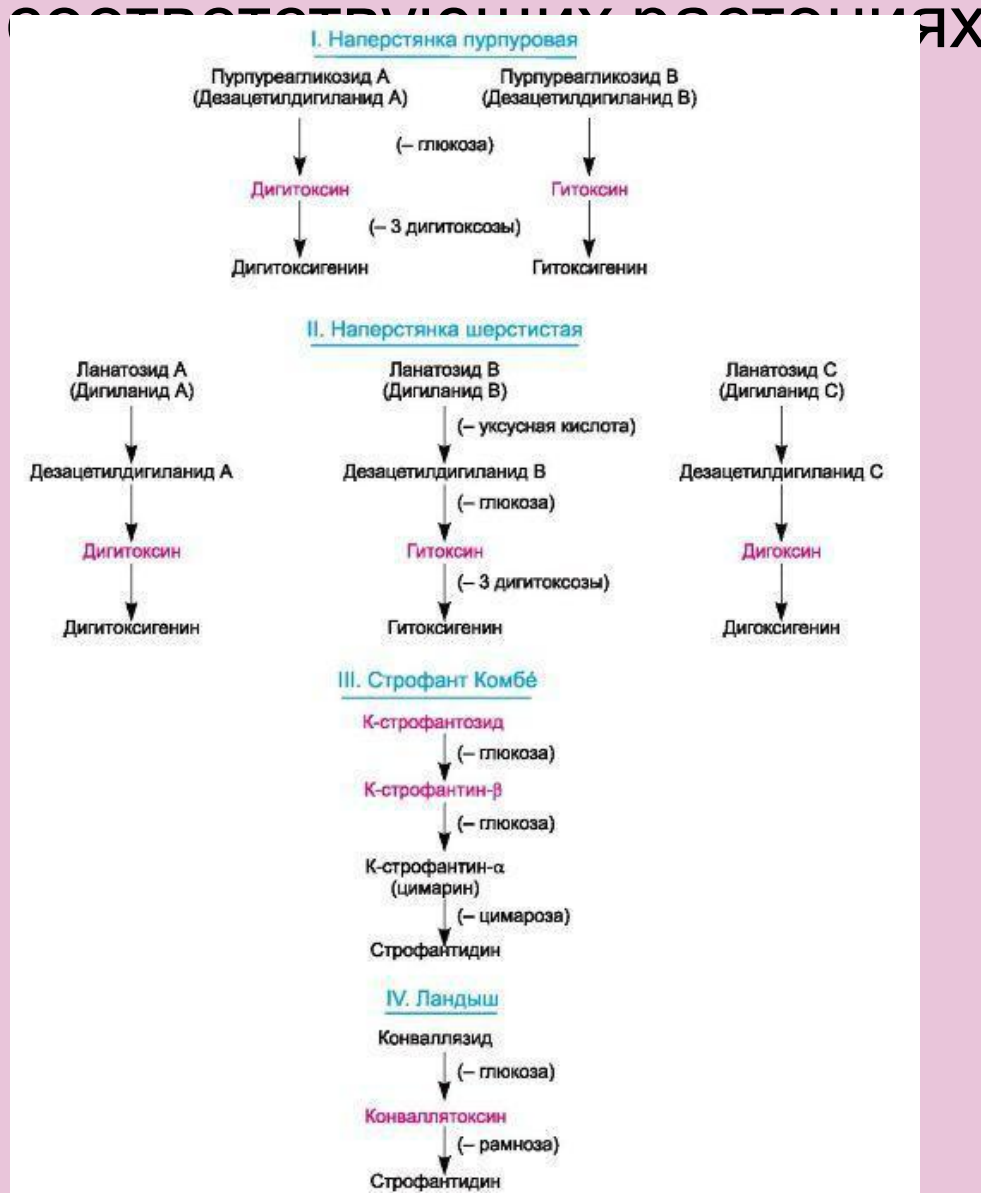 соответствующих растениях
I. Наперстянка пурпуровая
Пурпуреагликозид А Пурпуреагликозид В
(Дезацетилдигиланид А) (Дезацетилдигиланид В)
(– глюкоза)
Дигитоксин Гитоксин
(– 3 дигитоксозы)
Дигитоксигенин Гитоксигенин
II. Наперстянка шерстистая
Ланатозид А Ланатозид В Ланатозид С
(Дигиланид А) (Дигиланид В) (Дигиланид С)
(– уксусная кислота)
Дезацетилдигиланид А Дезацетилдигиланид В Дезацетилдигиланид С
(– глюкоза)
Дигитоксин Гитоксин Дигоксин
(– 3 дигитоксозы)
Дигитоксигенин Гитоксигенин Дигоксигенин
III. Строфант Комбé
К-строфантозид
(– глюкоза)
К-строфантин-β
(– глюкоза)
К-строфантин-α
(цимарин)
(– цимароза)
Строфантидин
IV. Ландыш
Конваллязид
(– глюкоза)
Конваллятоксин
(– рамноза)
Строфантидин